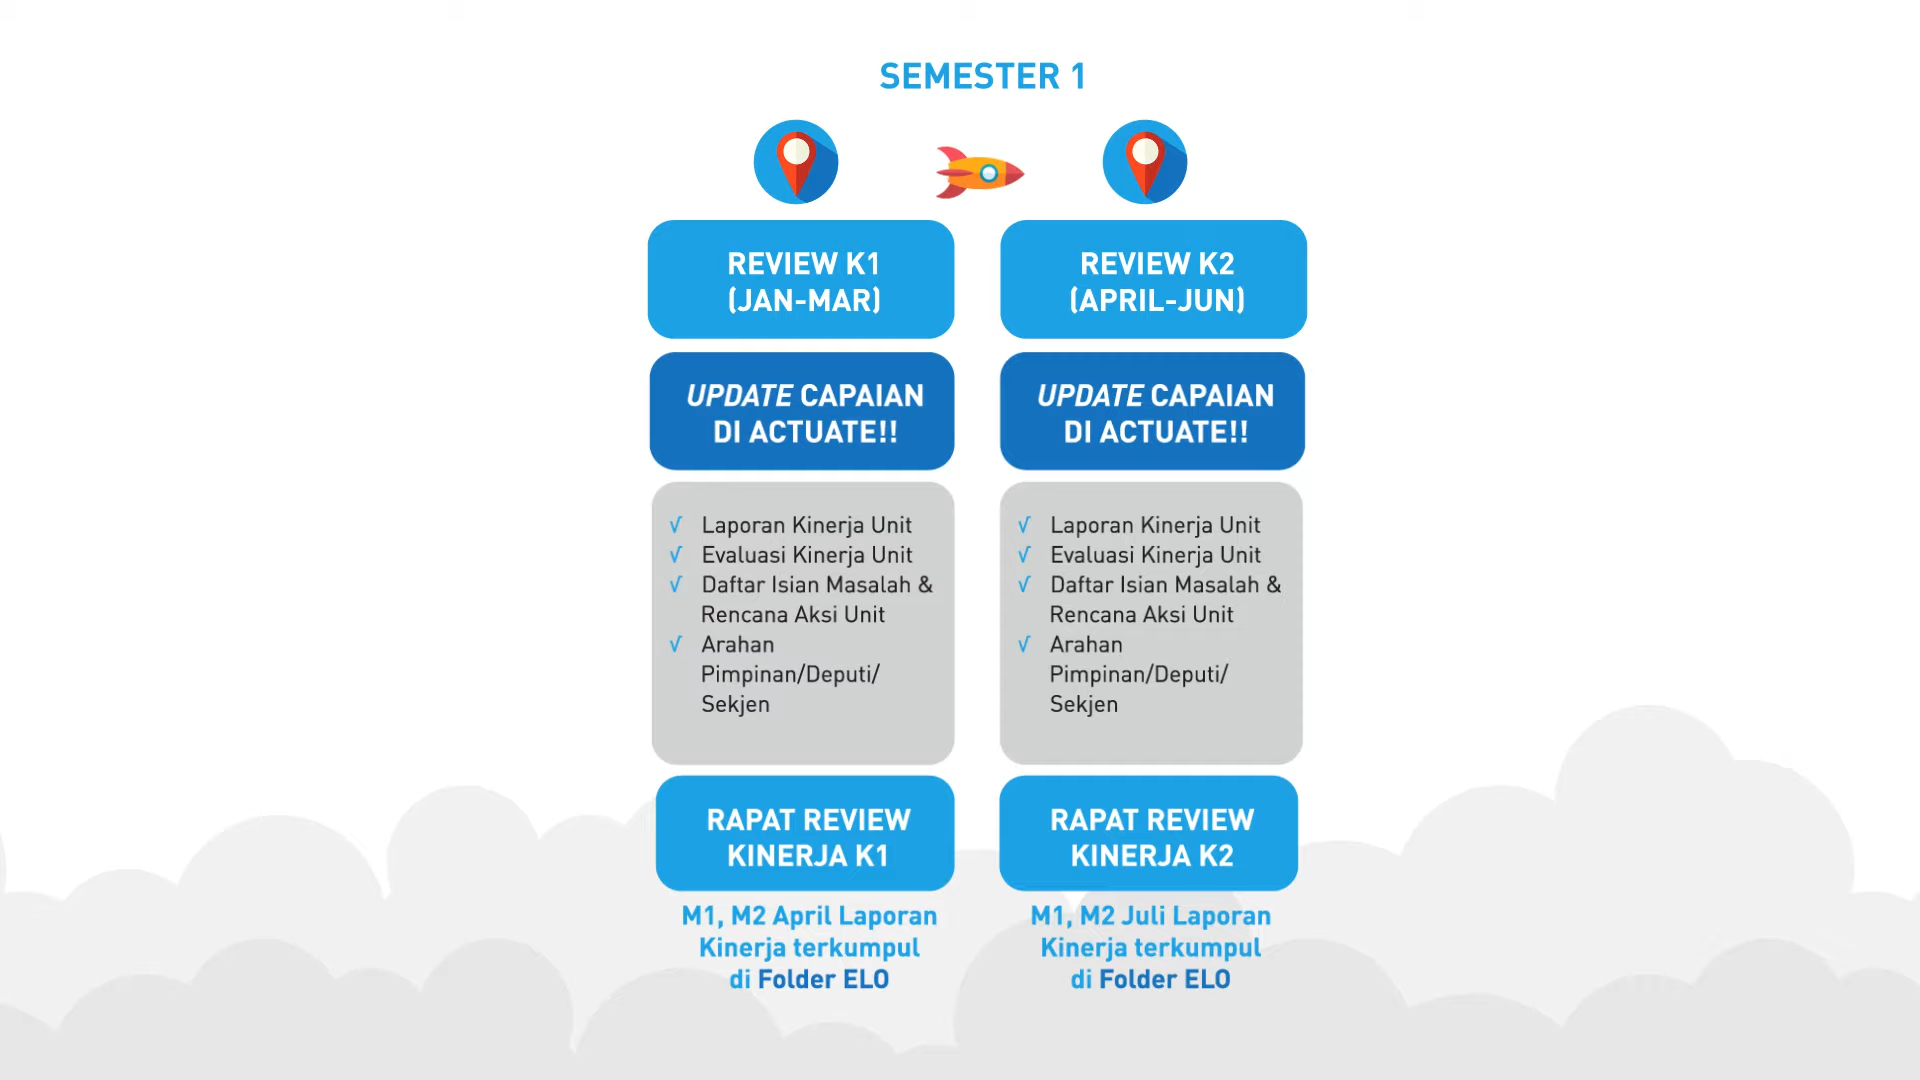 SEMESTER 1
REVIEW K1
(JAN-MAR)
UPDATE CAPAIAN
DI ACTUATE!!
√ Laporan Kinerja Unit
√ Evaluasi Kinerja Unit
√ Daftar Isian Masalah &
Rencana Aksi Unit
√ Arahan
Pimpinan/Deputi/
Sekjen
RAPAT REVIEW
KINERJA K1
M1, M2 April Laporan
Kinerja terkumpul
di Folder ELO
REVIEW K2
(APRIL-JUN)
UPDATE CAPAIAN
DI ACTUATE!!
√ Laporan Kinerja Unit
√ Evaluasi Kinerja Unit
√ Daftar Isian Masalah &
Rencana Aksi Unit
√ Arahan
Pimpinan/Deputi/
Sekjen
RAPAT REVIEW
KINERJA K2
M1, M2 Juli Laporan
Kinerja terkumpul
di Folder ELO